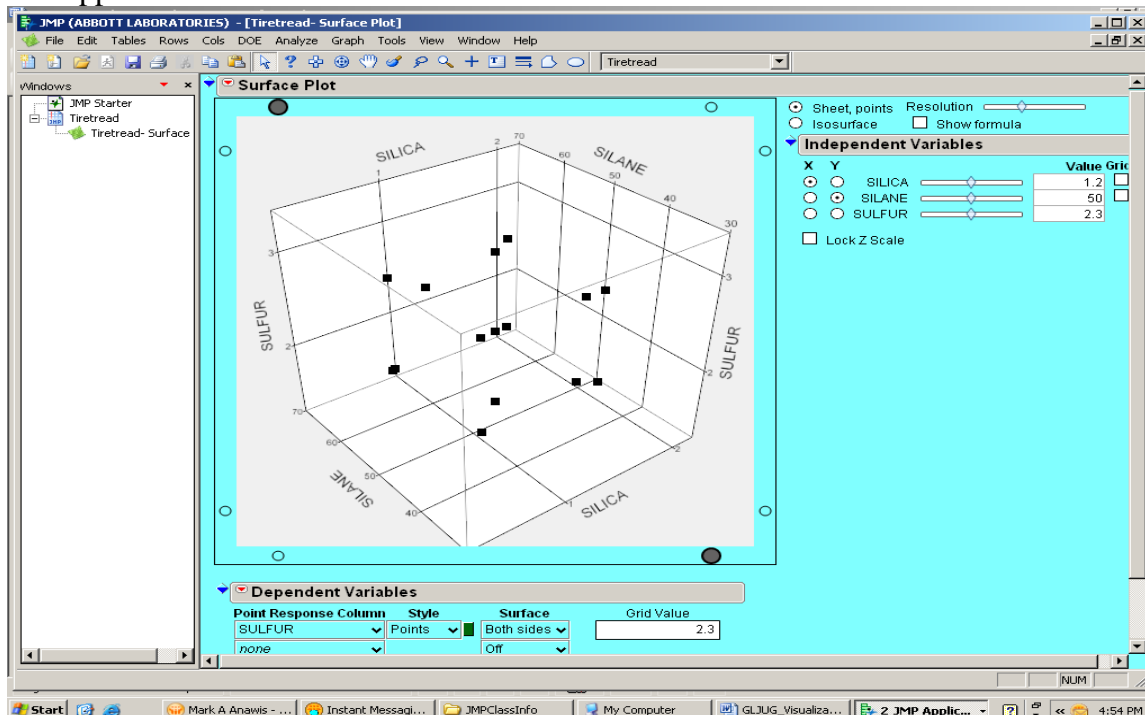 JMP (ABBOTT LABORATORIES) - [Tiretread- Surface Plot]
File Edit Tables Rows Cols DOE Analyze Graph Tools View Window Help
Tiretread
Windows
JMP Starter
Tiretread
Tiretread- Surface
Surface Plot
Sheet, points Resolution
Isosurface Show formula
Independent Variables
X Y Value Gric
SILICA 1.2
SILANE 50
SULFUR 2.3
Lock Z Scale
SILICA
1
2
70
60
SILANE
50
40
30
3
3
SULFUR
2
SULFUR
2
70
60
SILANE
50
40
1
SILICA
2
Dependent Variables
Point Response Column Style Surface Grid Value
SULFUR Points Both sides 2.3
none Off
NUM
Start Mark A Anawis - ... Instant Messagi... JMPClassInfo My Computer GLJUG_Visualiza... 2 JMP Applic... 4:54 PM